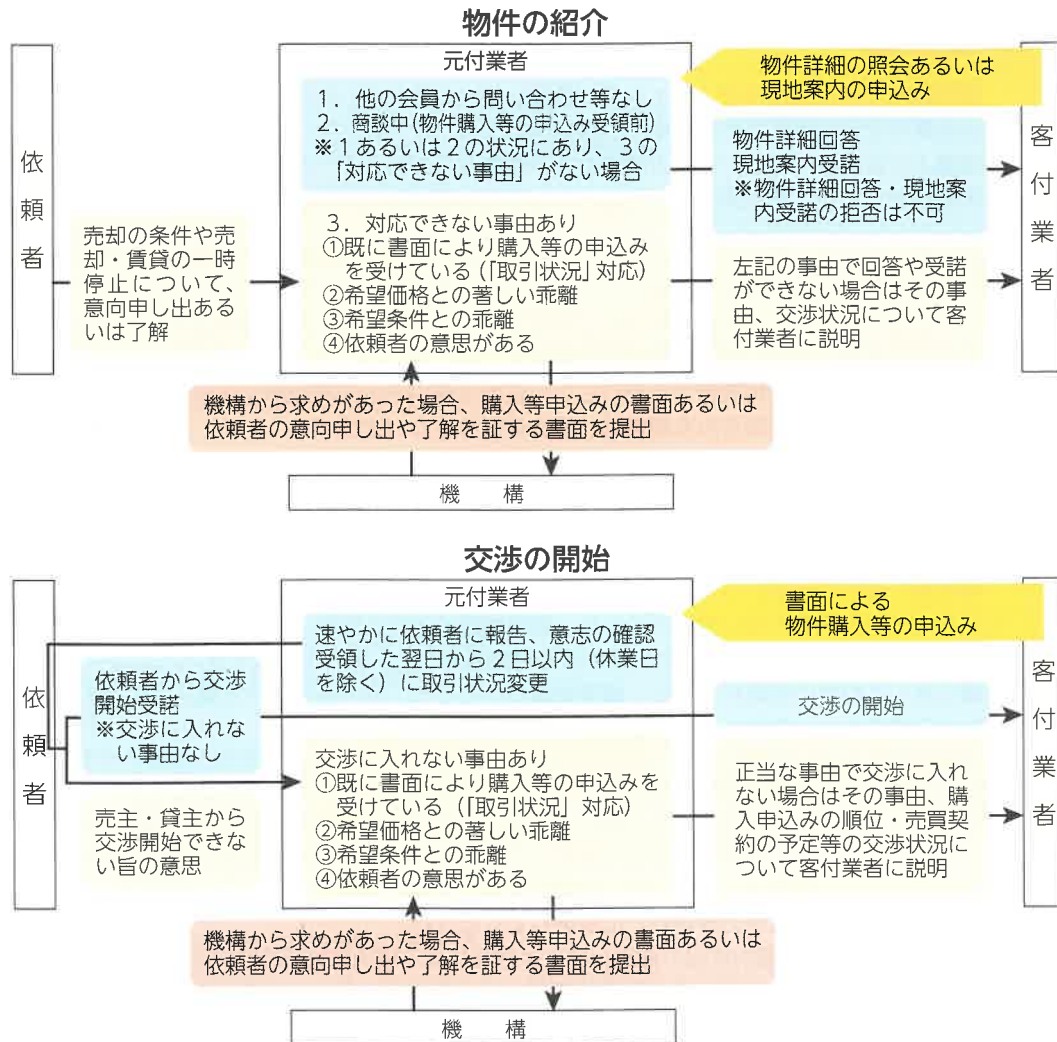 物件の紹介
依頼者
元付業者
1．他の会員から問い合わせ等なし
2．商談中(物件購入等の申込み受領前)
※1あるいは2の状況にあり、3の
「対応できない事由」がない場合
物件詳細の照会あるいは
現地案内の申込み
物件詳細回答
現地案内受諾
※物件詳細回答・現地案
内受諾の拒否は不可
客付業者
売却の条件や売
却・賃貸の一時
停止について、
意向申し出ある
いは了解
3．対応できない事由あり
①既に書面により購入等の申込み
を受けている(「取引状況」対応)
②希望価格との著しい乖離
③希望条件との乖離
④依頼者の意思がある
左記の事由で回答や受諾
ができない場合はその事
由、交渉状況について客
付業者に説明
機構から求めがあった場合、購入等申込みの書面あるいは
依頼者の意向申し出や了解を証する書面を提出
機構
交渉の開始
依頼者
元付業者
速やかに依頼者に報告、意志の確認
受領した翌日から2日以内（休業日
を除く）に取引状況変更
書面による
物件購入等の申込み
客付業者
依頼者から交渉
開始受諾
※交渉に入れな
い事由なし
交渉の開始
売主・貸主から
交渉開始できな
い旨の意思
交渉に入れない事由あり
①既に書面により購入等の申込みを
受けている(「取引状況」対応)
②希望価格との著しい乖離
③希望条件との乖離
④依頼者の意思がある
正当な事由で交渉に入れ
ない場合はその事由、購
入申込みの順位・売買契
約の予定等の交渉状況に
ついて客付業者に説明
機構から求めがあった場合、購入等申込みの書面あるいは
依頼者の意向申し出や了解を証する書面を提出
機構